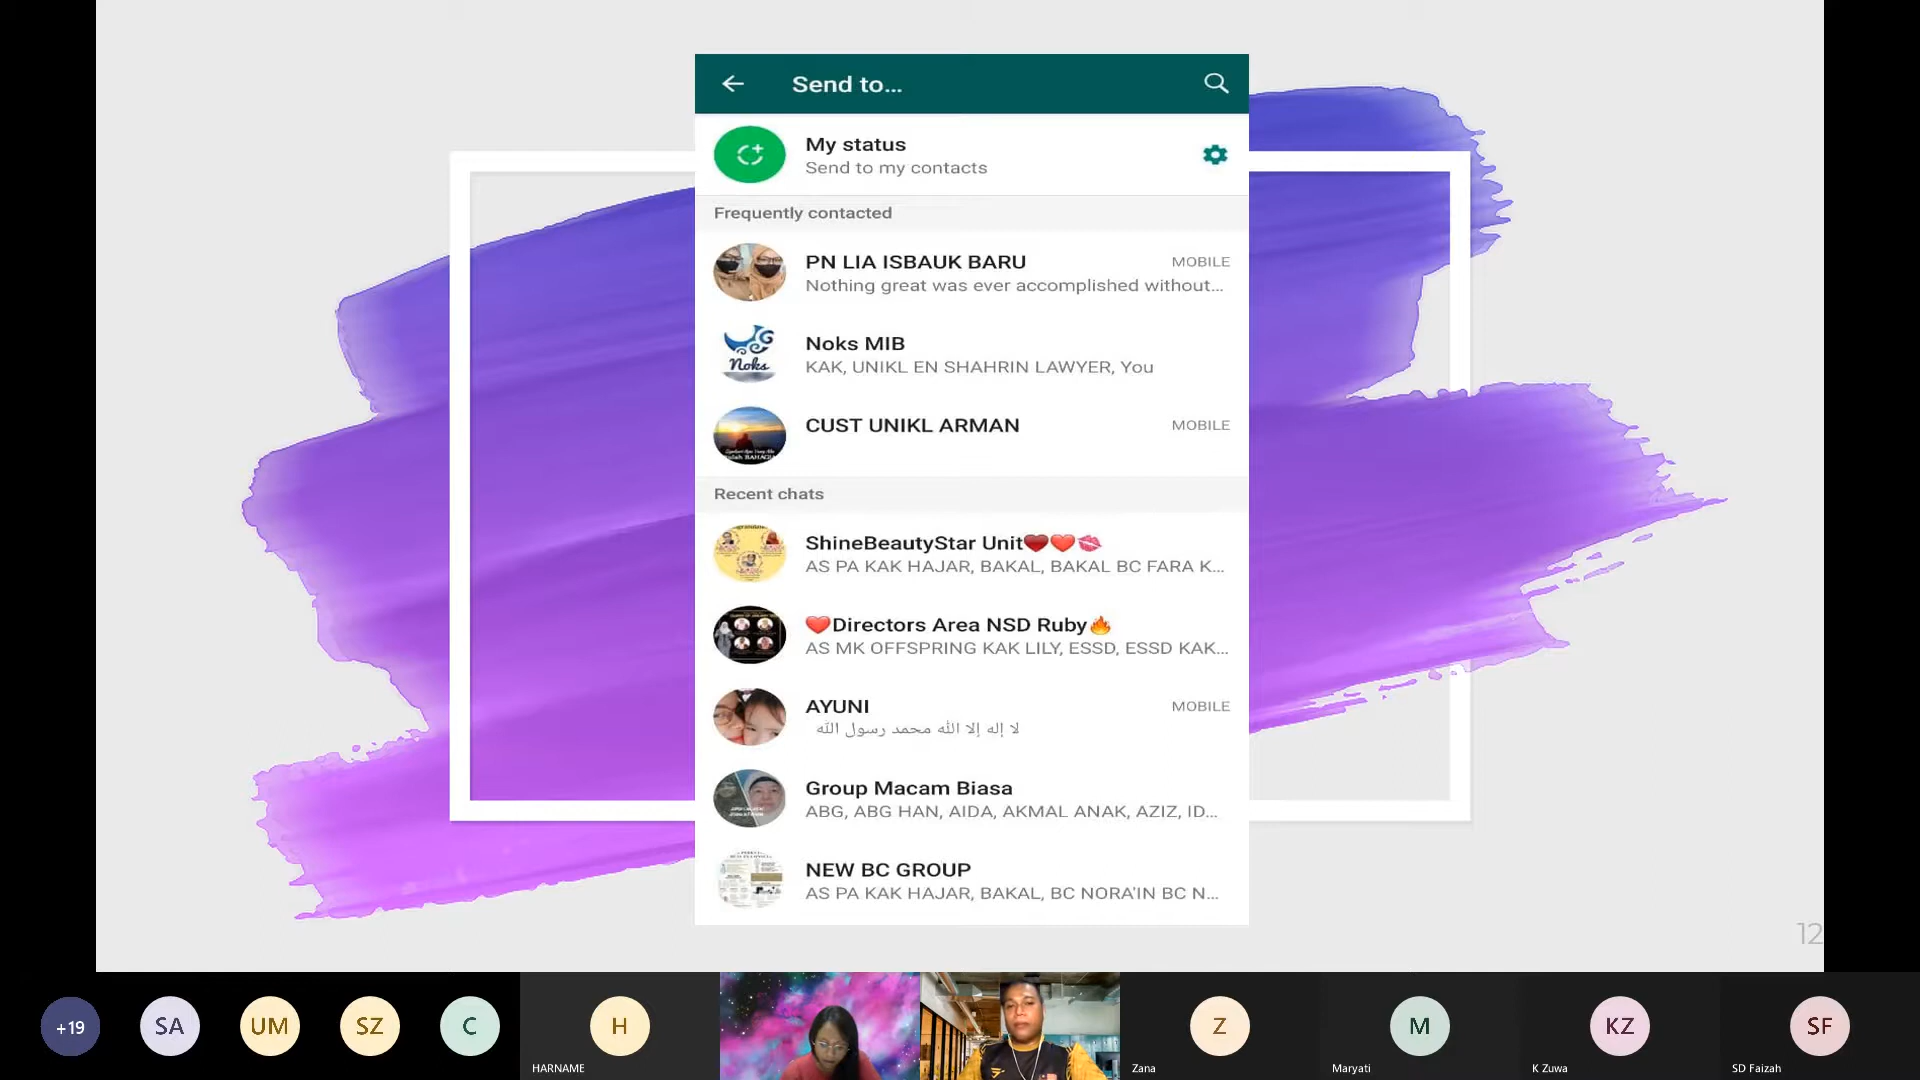 Send to...
My status
Send to my contacts
Frequently contacted
PN LIA ISBAUK BARU
MOBILE
Nothing great was ever accomplished without...
Noks MIB
Noks
KAK, UNIKL EN SHAHRIN LAWYER, You
CUST UNIKL ARMAN
MOBILE
Recent chats
ShineBeautyStar Unit❤️❤️💋
AS PA KAK HAJAR, BAKAL, BAKAL BC FARA K...
❤️Directors Area NSD Ruby🔥
AS MK OFFSPRING KAK LILY, ESSD, ESSD KAK...
AYUNI
MOBILE
لا إله إلا الله محمد رسول الله
Group Macam Biasa
ABG, ABG HAN, AIDA, AKMAL ANAK, AZIZ, ID...
NEW BC GROUP
AS PA KAK HAJAR, BAKAL, BC NORA'IN BC N...
12
+19
SA
UM
SZ
C
H
HARNAME
Z
Zana
M
Maryati
KZ
K Zuwa
SF
SD Faizah